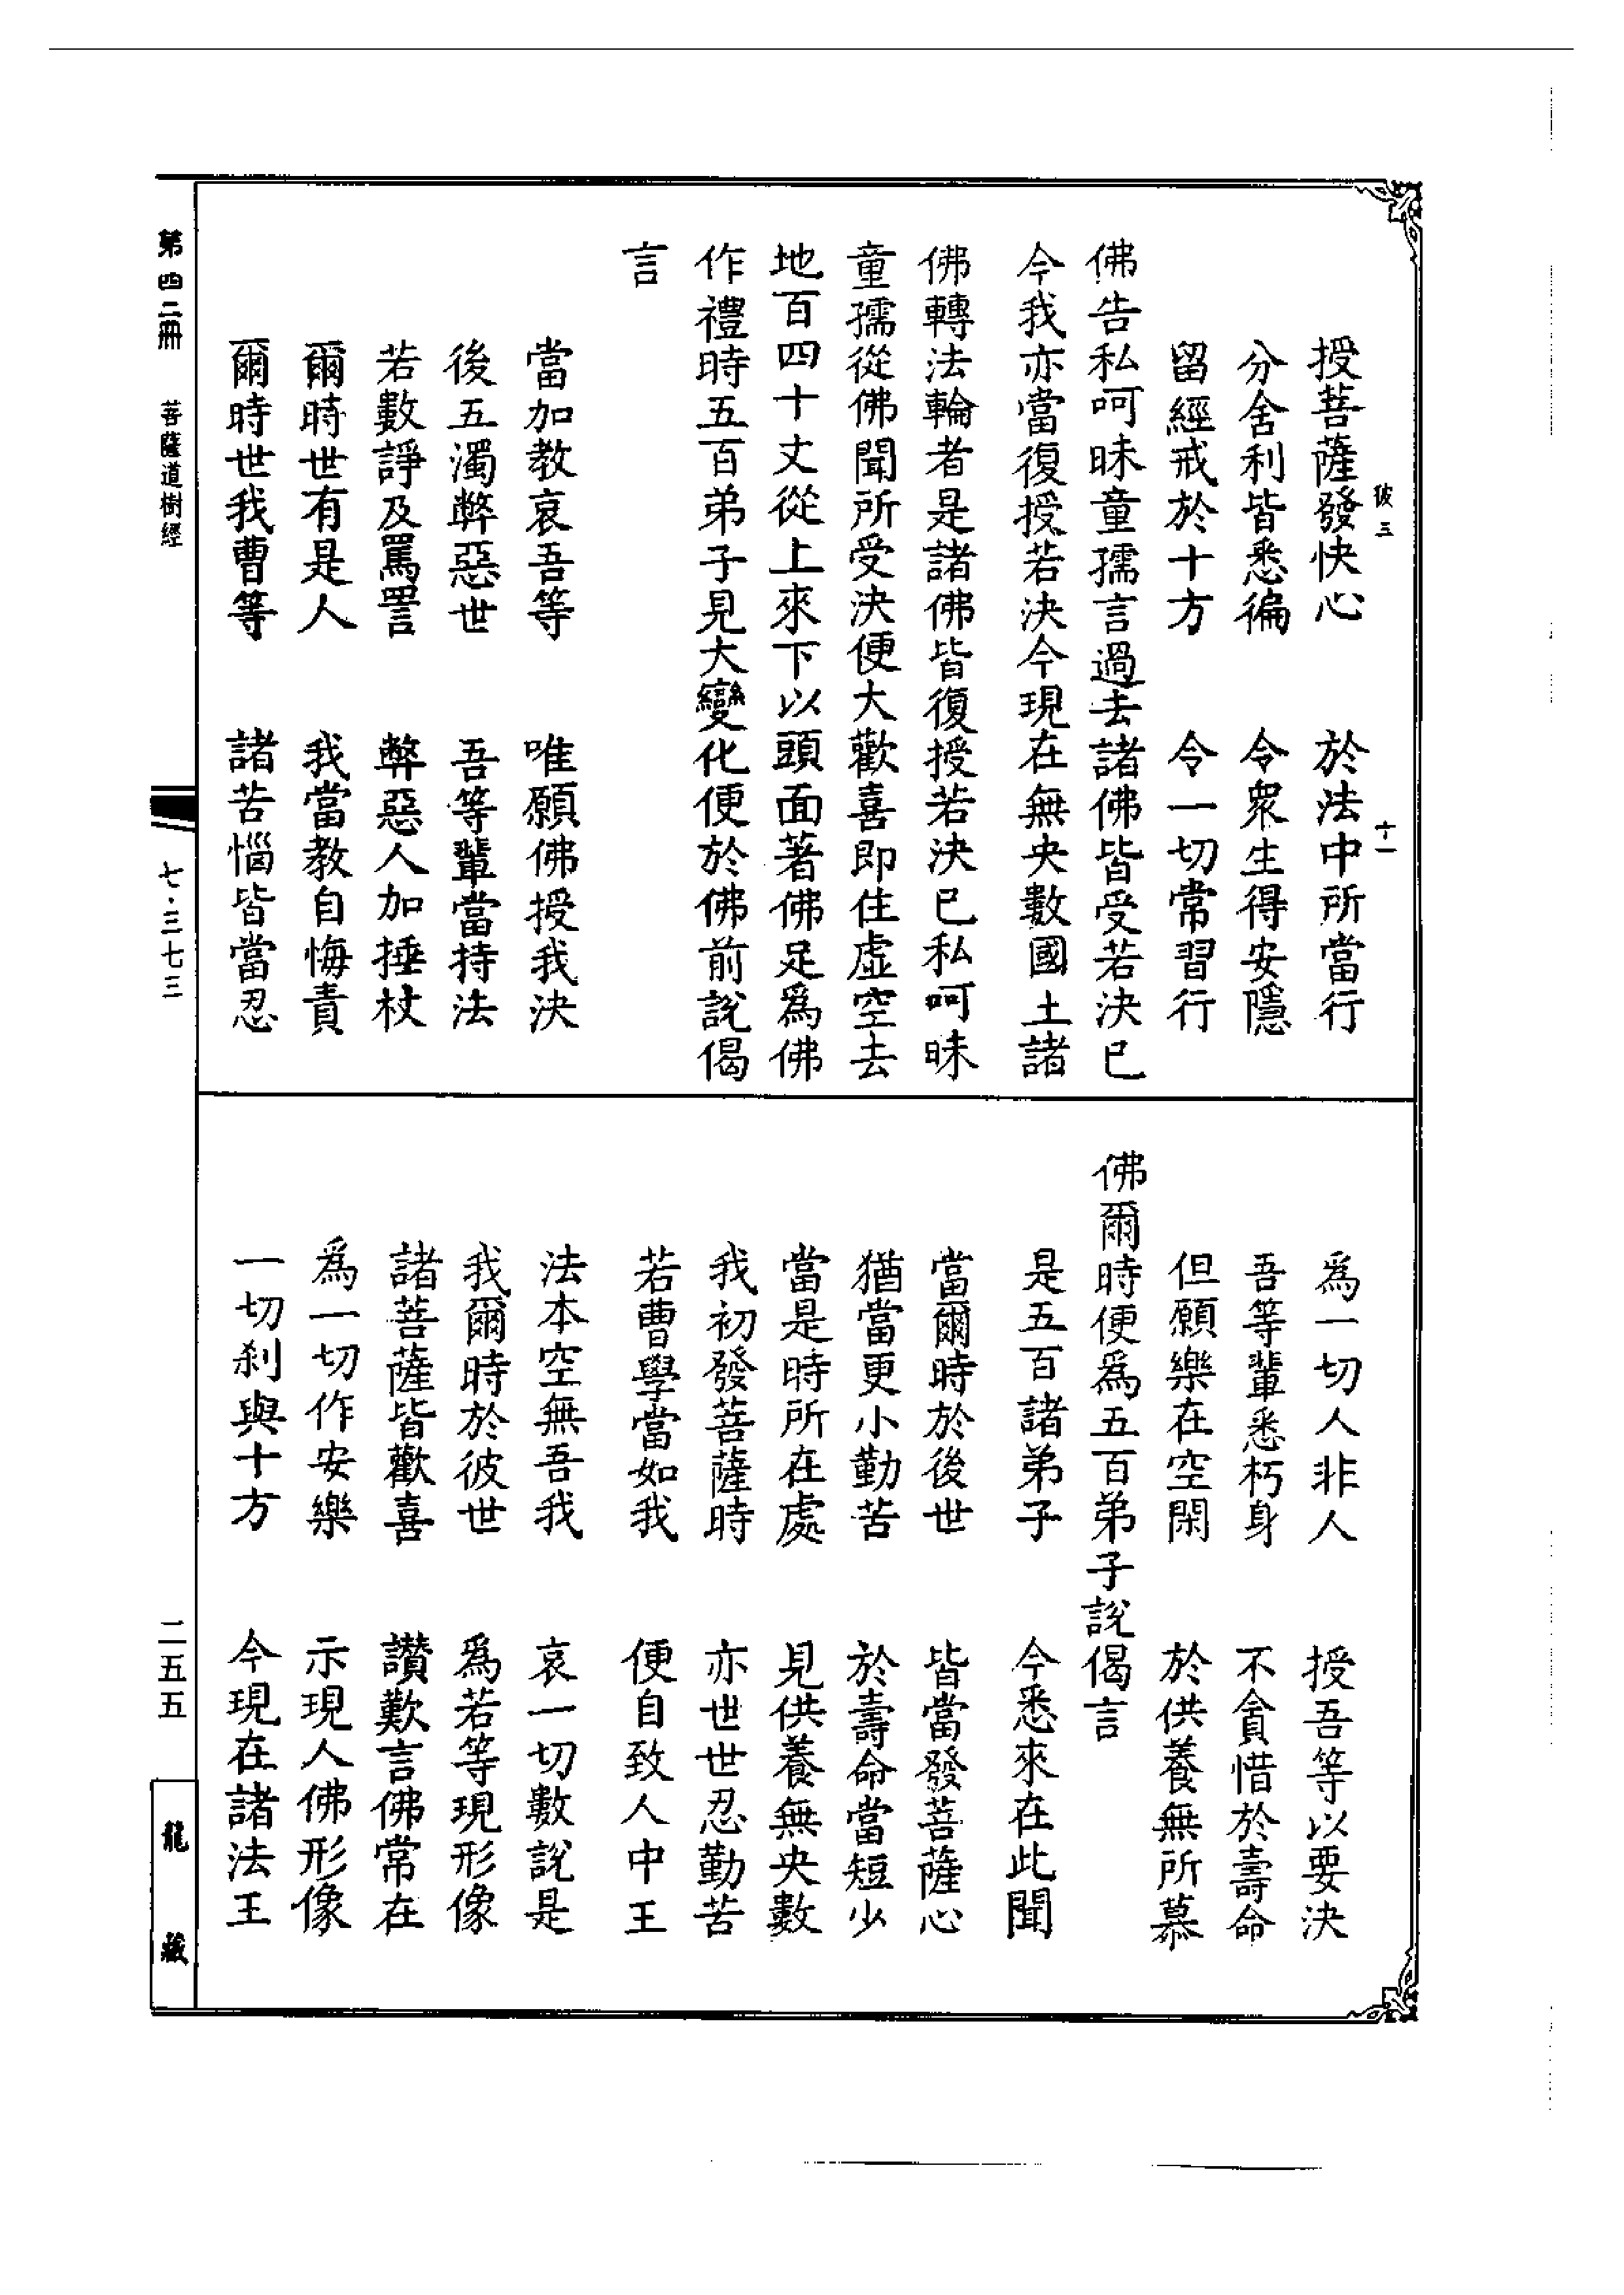 彼三　十一
授菩薩發快心　於法中所當行
分舍利皆悉徧　令衆生得安隱
留經戒於十方　令一切常習行
佛告私呵昧童孺言過去諸佛皆受若決已
今我亦當復授若決今現在無央數國土諸
佛轉法輪者是諸佛皆復授若決已私呵昧
童孺從佛聞所受決便大歡喜即住虛空去
地百四十丈從上來下以頭面著佛足爲佛
作禮時五百弟子見大變化便於佛前說偈
言
當加教哀吾等　唯願佛授我決
後五濁弊惡世　吾等輩當持法
若數諍及罵詈　弊惡人加捶杖
爾時世有是人　我當教自悔責
爾時世我曹等　諸苦惱皆當忍
爲一切人非人　授吾等以要決
吾等輩悉朽身　不貪惜於壽命
但願樂在空閑　於供養無所慕
佛爾時便爲五百弟子說偈言
是五百諸弟子　今悉來在此聞
當爾時於後世　皆當發菩薩心
猶當更小勤苦　於壽命當短少
當是時所在處　見供養無央數
我初發菩薩時　亦世世忍勤苦
若曹學當如我　便自致人中王
法本空無吾我　哀一切數說是
我爾時於彼世　爲若等現形像
諸菩薩皆歡喜　讚歎言佛常在
爲一切作安樂　示現人佛形像
一切刹與十方　今現在諸法王
第四二冊　菩薩道樹經　七·三七三　二五五　龍藏